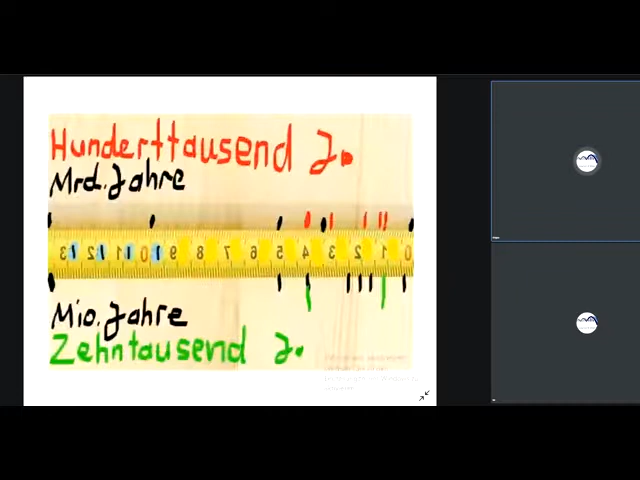 Hunderttausend J.
Mrd. Jahre
13 12 11 10 9 8 7 6 5 4 3 2 1 0
Mio. Jahre
Zehntausend J.